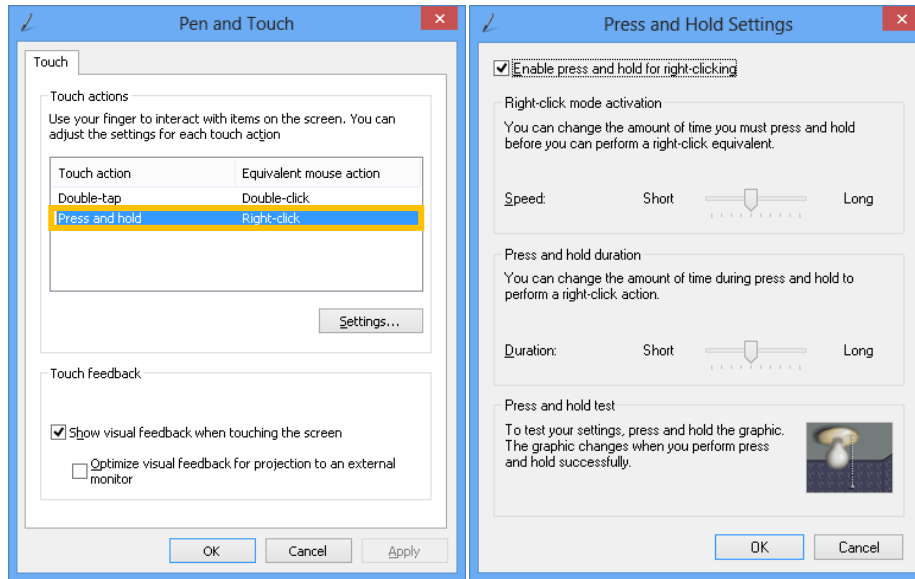 Pen and Touch
Touch
Touch actions
Use your finger to interact with items on the screen. You can
adjust the settings for each touch action
Touch action Equivalent mouse action
Double-tap Double-click
Press and hold Right-click
Settings...
Touch feedback
Show visual feedback when touching the screen
Optimize visual feedback for projection to an external
monitor
OK Cancel Apply
Press and Hold Settings
Enable press and hold for right-clicking
Right-click mode activation
You can change the amount of time you must press and hold
before you can perform a right-click equivalent.
Speed: Short Long
Press and hold duration
You can change the amount of time during press and hold to
perform a right-click action.
Duration: Short Long
Press and hold test
To test your settings, press and hold the graphic.
The graphic changes when you perform press
and hold successfully.
OK Cancel